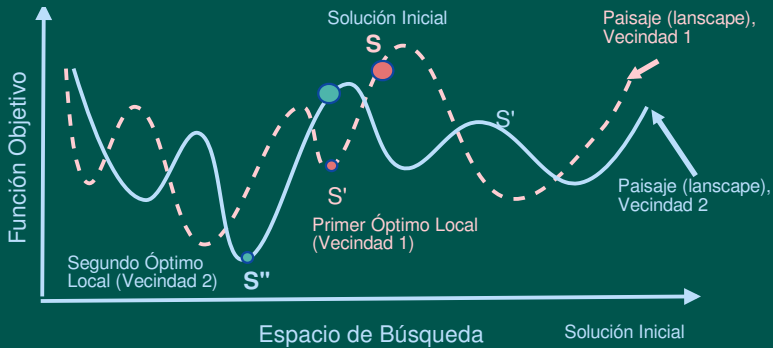 Solución Inicial
Paisaje (lanscape),
Vecindad 1
S
Función Objetivo
S'
S'
Primer Óptimo Local
(Vecindad 1)
Paisaje (lanscape),
Vecindad 2
Segundo Óptimo
Local (Vecindad 2)
S"
Espacio de Búsqueda
Solución Inicial